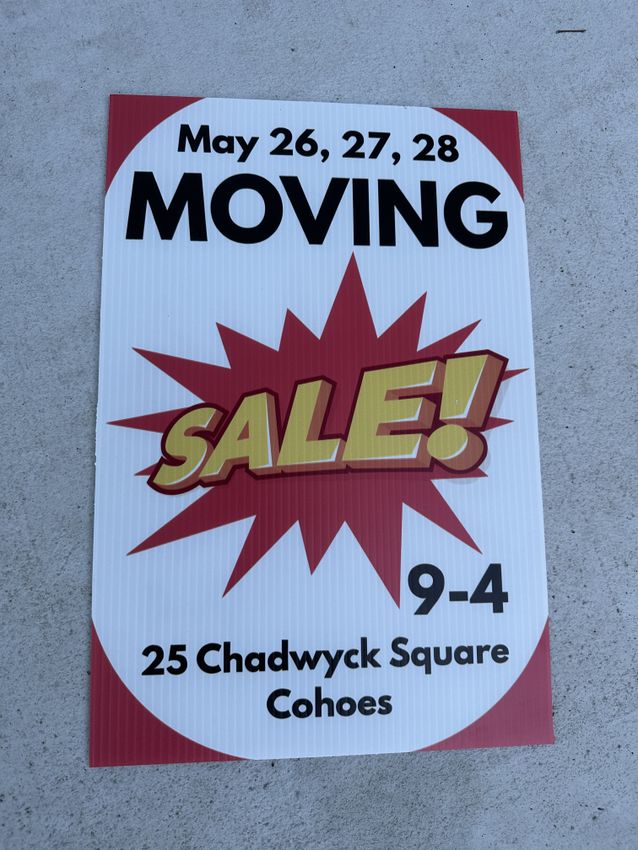 May 26, 27, 28
MOVING
SALE!
9-4
25 Chadwyck Square
Cohoes